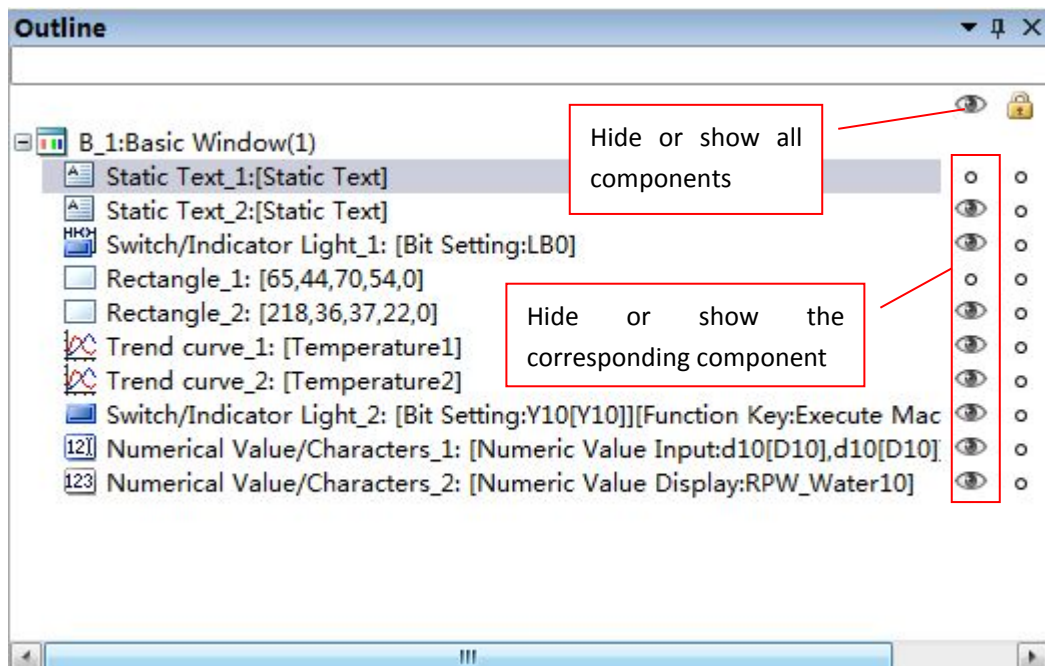 Outline
Hide or show all
components
B_1:Basic Window(1)
Static Text_1:[Static Text]
Static Text_2:[Static Text]
Switch/Indicator Light_1: [Bit Setting:LB0]
Rectangle_1: [65,44,70,54,0]
Rectangle_2: [218,36,37,22,0]
Hide or show the
corresponding component
Trend curve_1: [Temperature1]
Trend curve_2: [Temperature2]
Switch/Indicator Light_2: [Bit Setting:Y10[Y10]][Function Key:Execute Mac
Numerical Value/Characters_1: [Numeric Value Input:d10[D10],d10[D10]
123 Numerical Value/Characters_2: [Numeric Value Display:RPW_Water10]